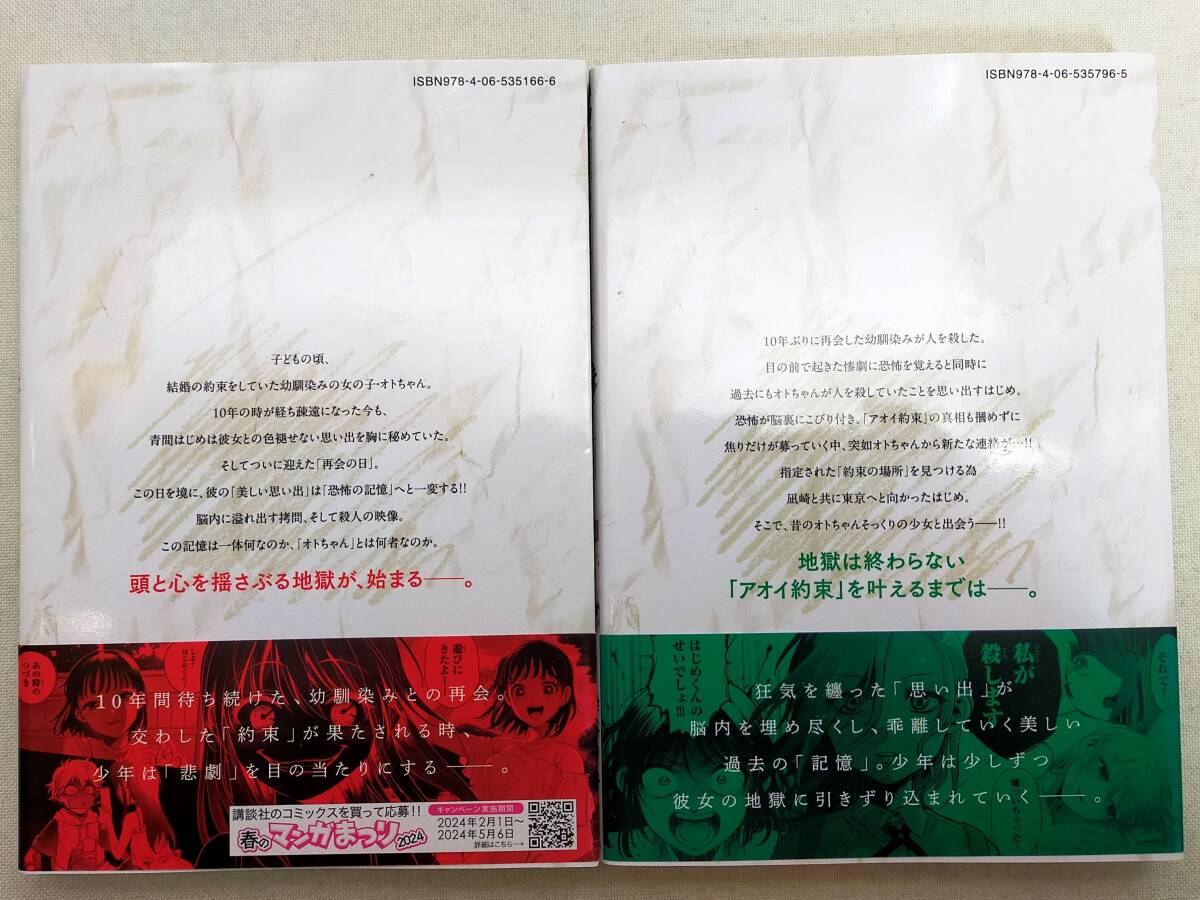 ISBN978-4-06-535166-6
子どもの頃、
結婚の約束をしていた幼馴染みの女の子・オトちゃん。
10年の時が経ち疎遠になった今も、
青間はじめは彼女との色褪せない思い出を胸に秘めていた。
そしてついに迎えた「再会の日」。
この日を境に、彼の「美しい思い出」は「恐怖の記憶」へと一変する!!
脳内に溢れ出す拷問、そして殺人の映像。
この記憶は一体何なのか、「オトちゃん」とは何者なのか。
頭と心を揺さぶる地獄が、始まる──。
あの時の
つづき
しよ?
はじめくん!
遊びに
きたよ〜
10年間待ち続けた、幼馴染みとの再会。
交わした「約束」が果たされる時、
少年は「悲劇」を目の当たりにする──。
講談社のコミックスを買って応募!!
春のマンガまつり2024
キャンペーン実施期間
2024年2月1日〜
2024年5月6日
詳細はこちら→
ISBN978-4-06-535796-5
10年ぶりに再会した幼馴染みが人を殺した。
目の前で起きた惨劇に恐怖を覚えると同時に
過去にもオトちゃんが人を殺していたことを思い出すはじめ。
恐怖が脳裏にこびり付き、「アオイ約束」の真相も摑めずに
焦りだけが募っていく中、突如オトちゃんから新たな連絡が…!!
指定された「約束の場所」を見つける為
凪崎と共に東京へと向かったはじめ。
そこで、昔のオトちゃんそっくりの少女と出会う──!!
地獄は終わらない
「アオイ約束」を叶えるまでは──。
はじめくんの
せいでしょ!!
私が
殺しよ
それで?
狂気を纏った「思い出」が
脳内を埋め尽くし、乖離していく美しい
過去の「記憶」。少年は少しずつ
彼女の地獄に引きずり込まれていく──。